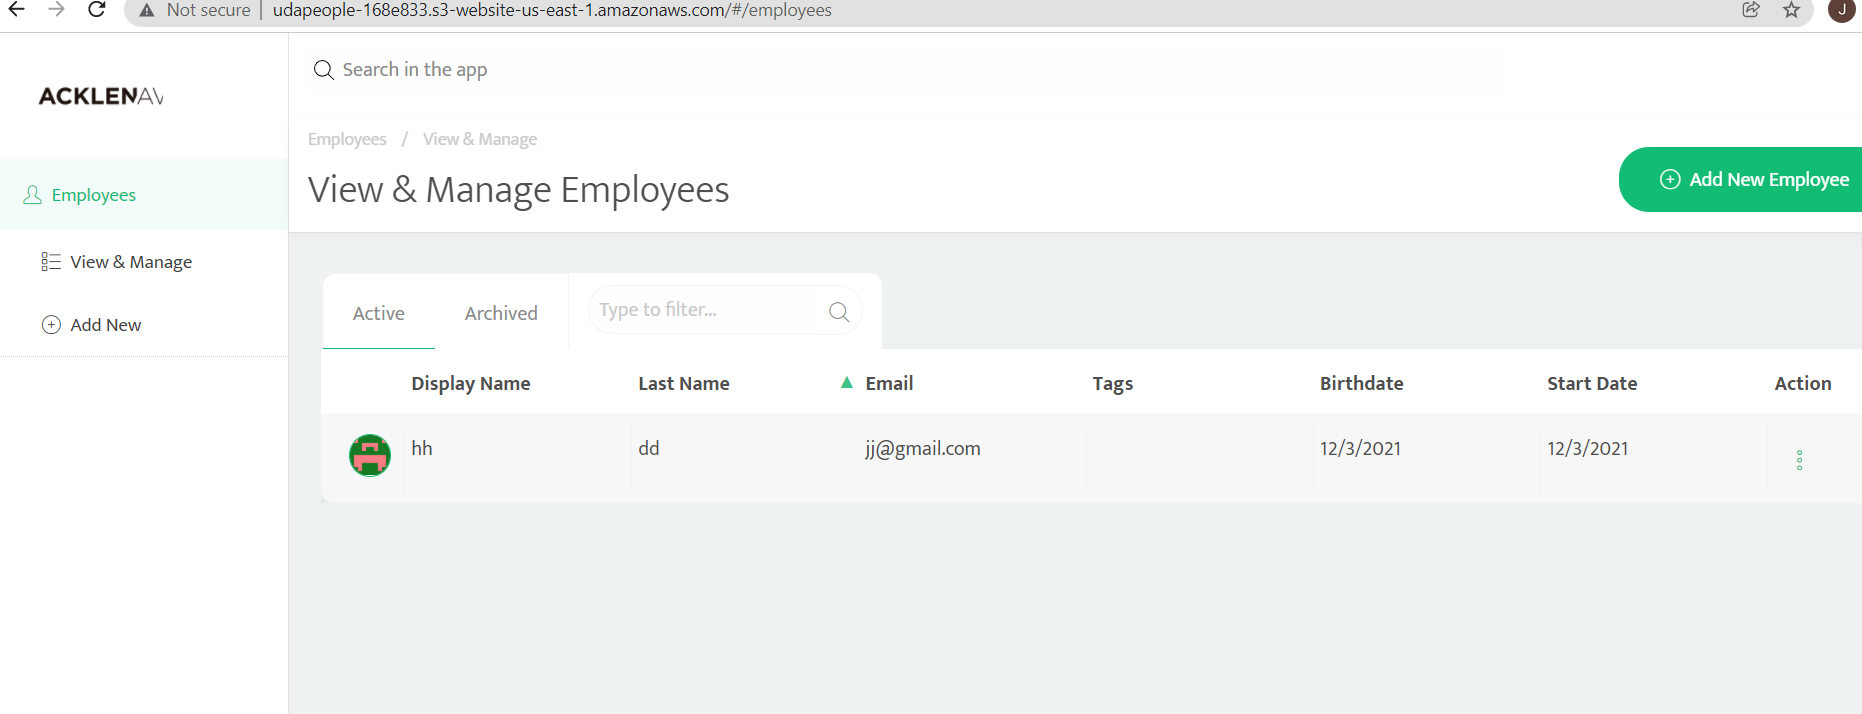 Not secure | udapeople-168e833.s3-website-us-east-1.amazonaws.com/#/employees
J
ACKLENAV
Search in the app
Employees / View & Manage
View & Manage Employees
Add New Employee
Employees
View & Manage
Add New
Active Archived Type to filter...
Display Name Last Name ▲ Email Tags Birthdate Start Date Action
hh dd jj@gmail.com 12/3/2021 12/3/2021